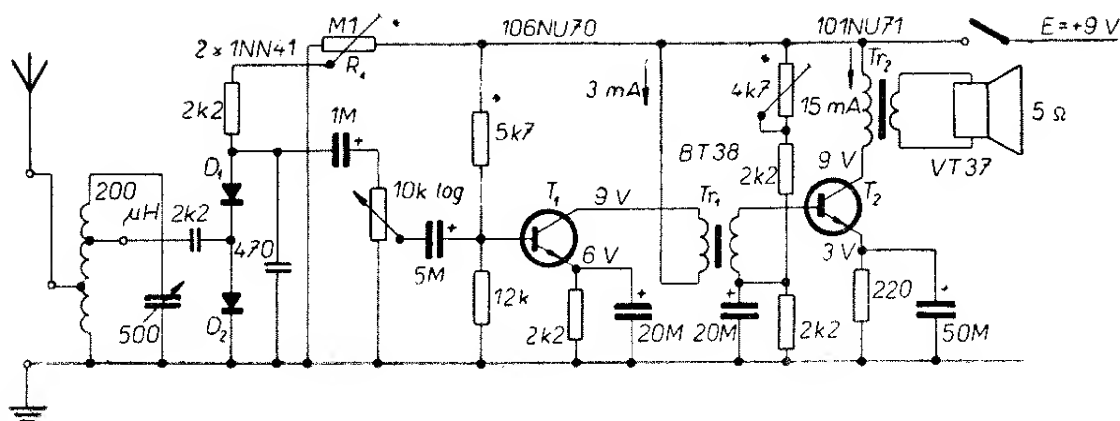 M1
106NU70
101NU71
E=+9 V
2×1NN41
R1
Tr2
2k2
3 mA
4k7
15 mA
5 Ω
1M
5k7
BT38
VT37
D1
10k log
T1
9 V
Tr1
2k2
9 V
T2
200
μH
2k2
470
5M
6 V
3 V
D2
500
12k
2k2
20M
20M
2k2
220
50M